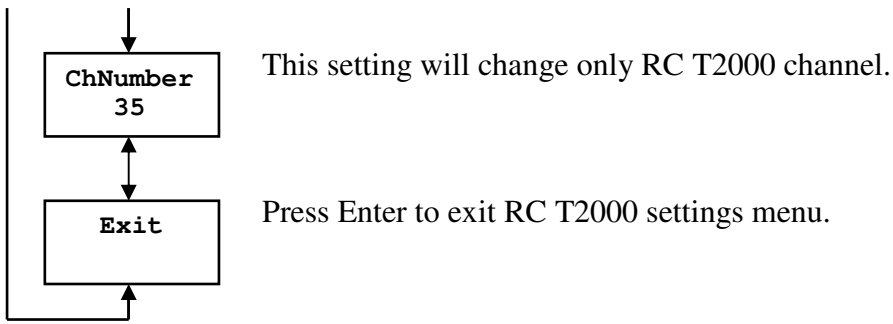 ChNumber
35
This setting will change only RC T2000 channel.
Exit
Press Enter to exit RC T2000 settings menu.